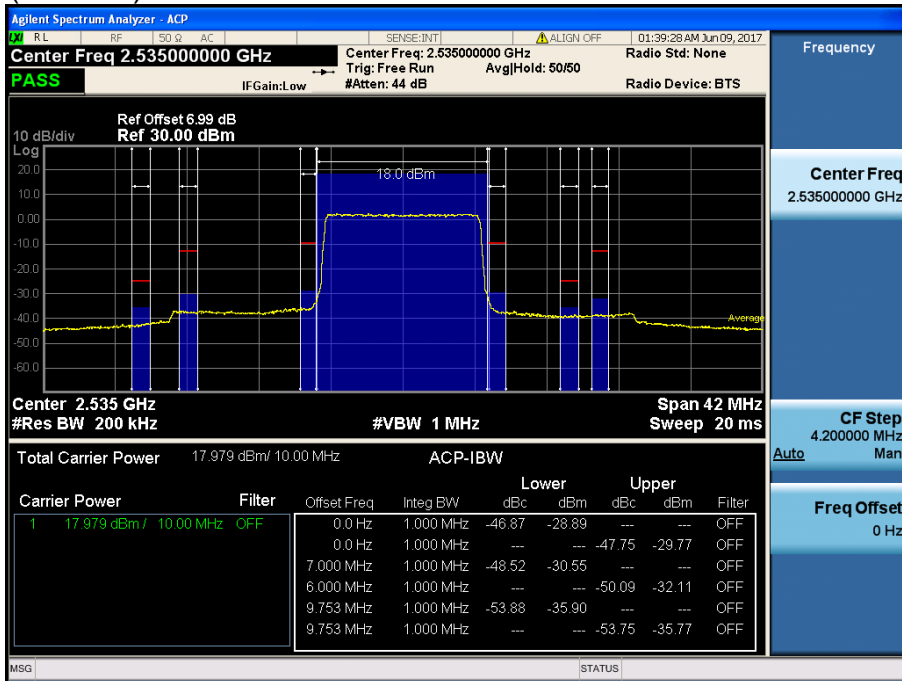 Agilent Spectrum Analyzer - ACP
LXI RL RF 50 Ω AC SENSE:INT ALIGN OFF 01:39:28 AM Jun 09, 2017
Center Freq 2.535000000 GHz
Center Freq: 2.535000000 GHz
Radio Std: None
Trig: Free Run Avg|Hold: 50/50
PASS
IFGain:Low #Atten: 44 dB
Radio Device: BTS
Ref Offset 6.99 dB
10 dB/div Ref 30.00 dBm
Log
20.0
10.0
0.00
-10.0
-20.0
-30.0
-40.0
-50.0
-60.0
18.0 dBm
Average
Center 2.535 GHz Span 42 MHz
#Res BW 200 kHz #VBW 1 MHz Sweep 20 ms
Total Carrier Power 17.979 dBm/ 10.00 MHz ACP-IBW
Lower Upper
Carrier Power Filter Offset Freq Integ BW dBc dBm dBc dBm Filter
1 17.979 dBm / 10.00 MHz OFF
0.0 Hz 1.000 MHz -46.87 -28.89 --- --- OFF
0.0 Hz 1.000 MHz --- --- -47.75 -29.77 OFF
7.000 MHz 1.000 MHz -48.52 -30.55 --- --- OFF
6.000 MHz 1.000 MHz --- --- -50.09 -32.11 OFF
9.753 MHz 1.000 MHz -53.88 -35.90 --- --- OFF
9.753 MHz 1.000 MHz --- --- -53.75 -35.77 OFF
MSG STATUS
Frequency
Center Freq
2.535000000 GHz
CF Step
4.200000 MHz
Auto Man
Freq Offset
0 Hz